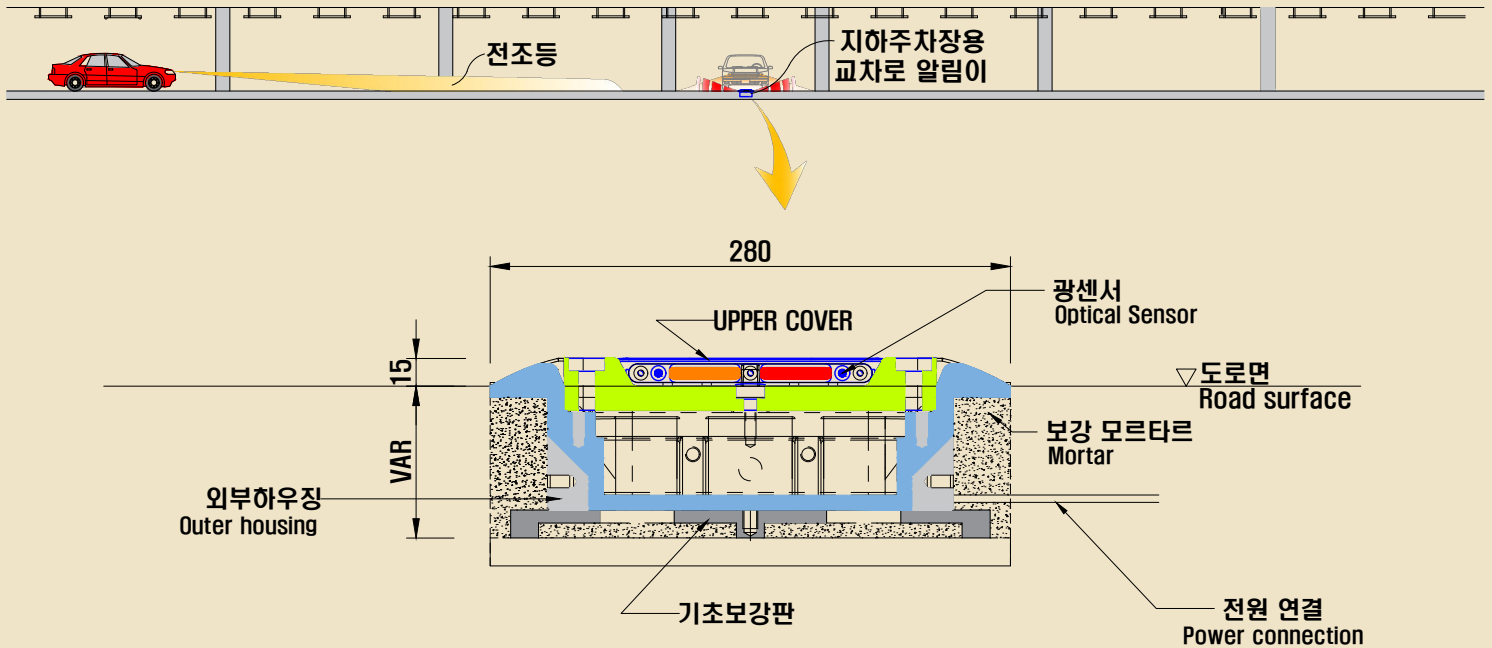 전조등
지하주차장용
교차로 알림이
280
UPPER COVER
광센서
Optical Sensor
15
도로면
Road surface
보강 모르타르
Mortar
VAR
외부하우징
Outer housing
기초보강판
전원 연결
Power connection